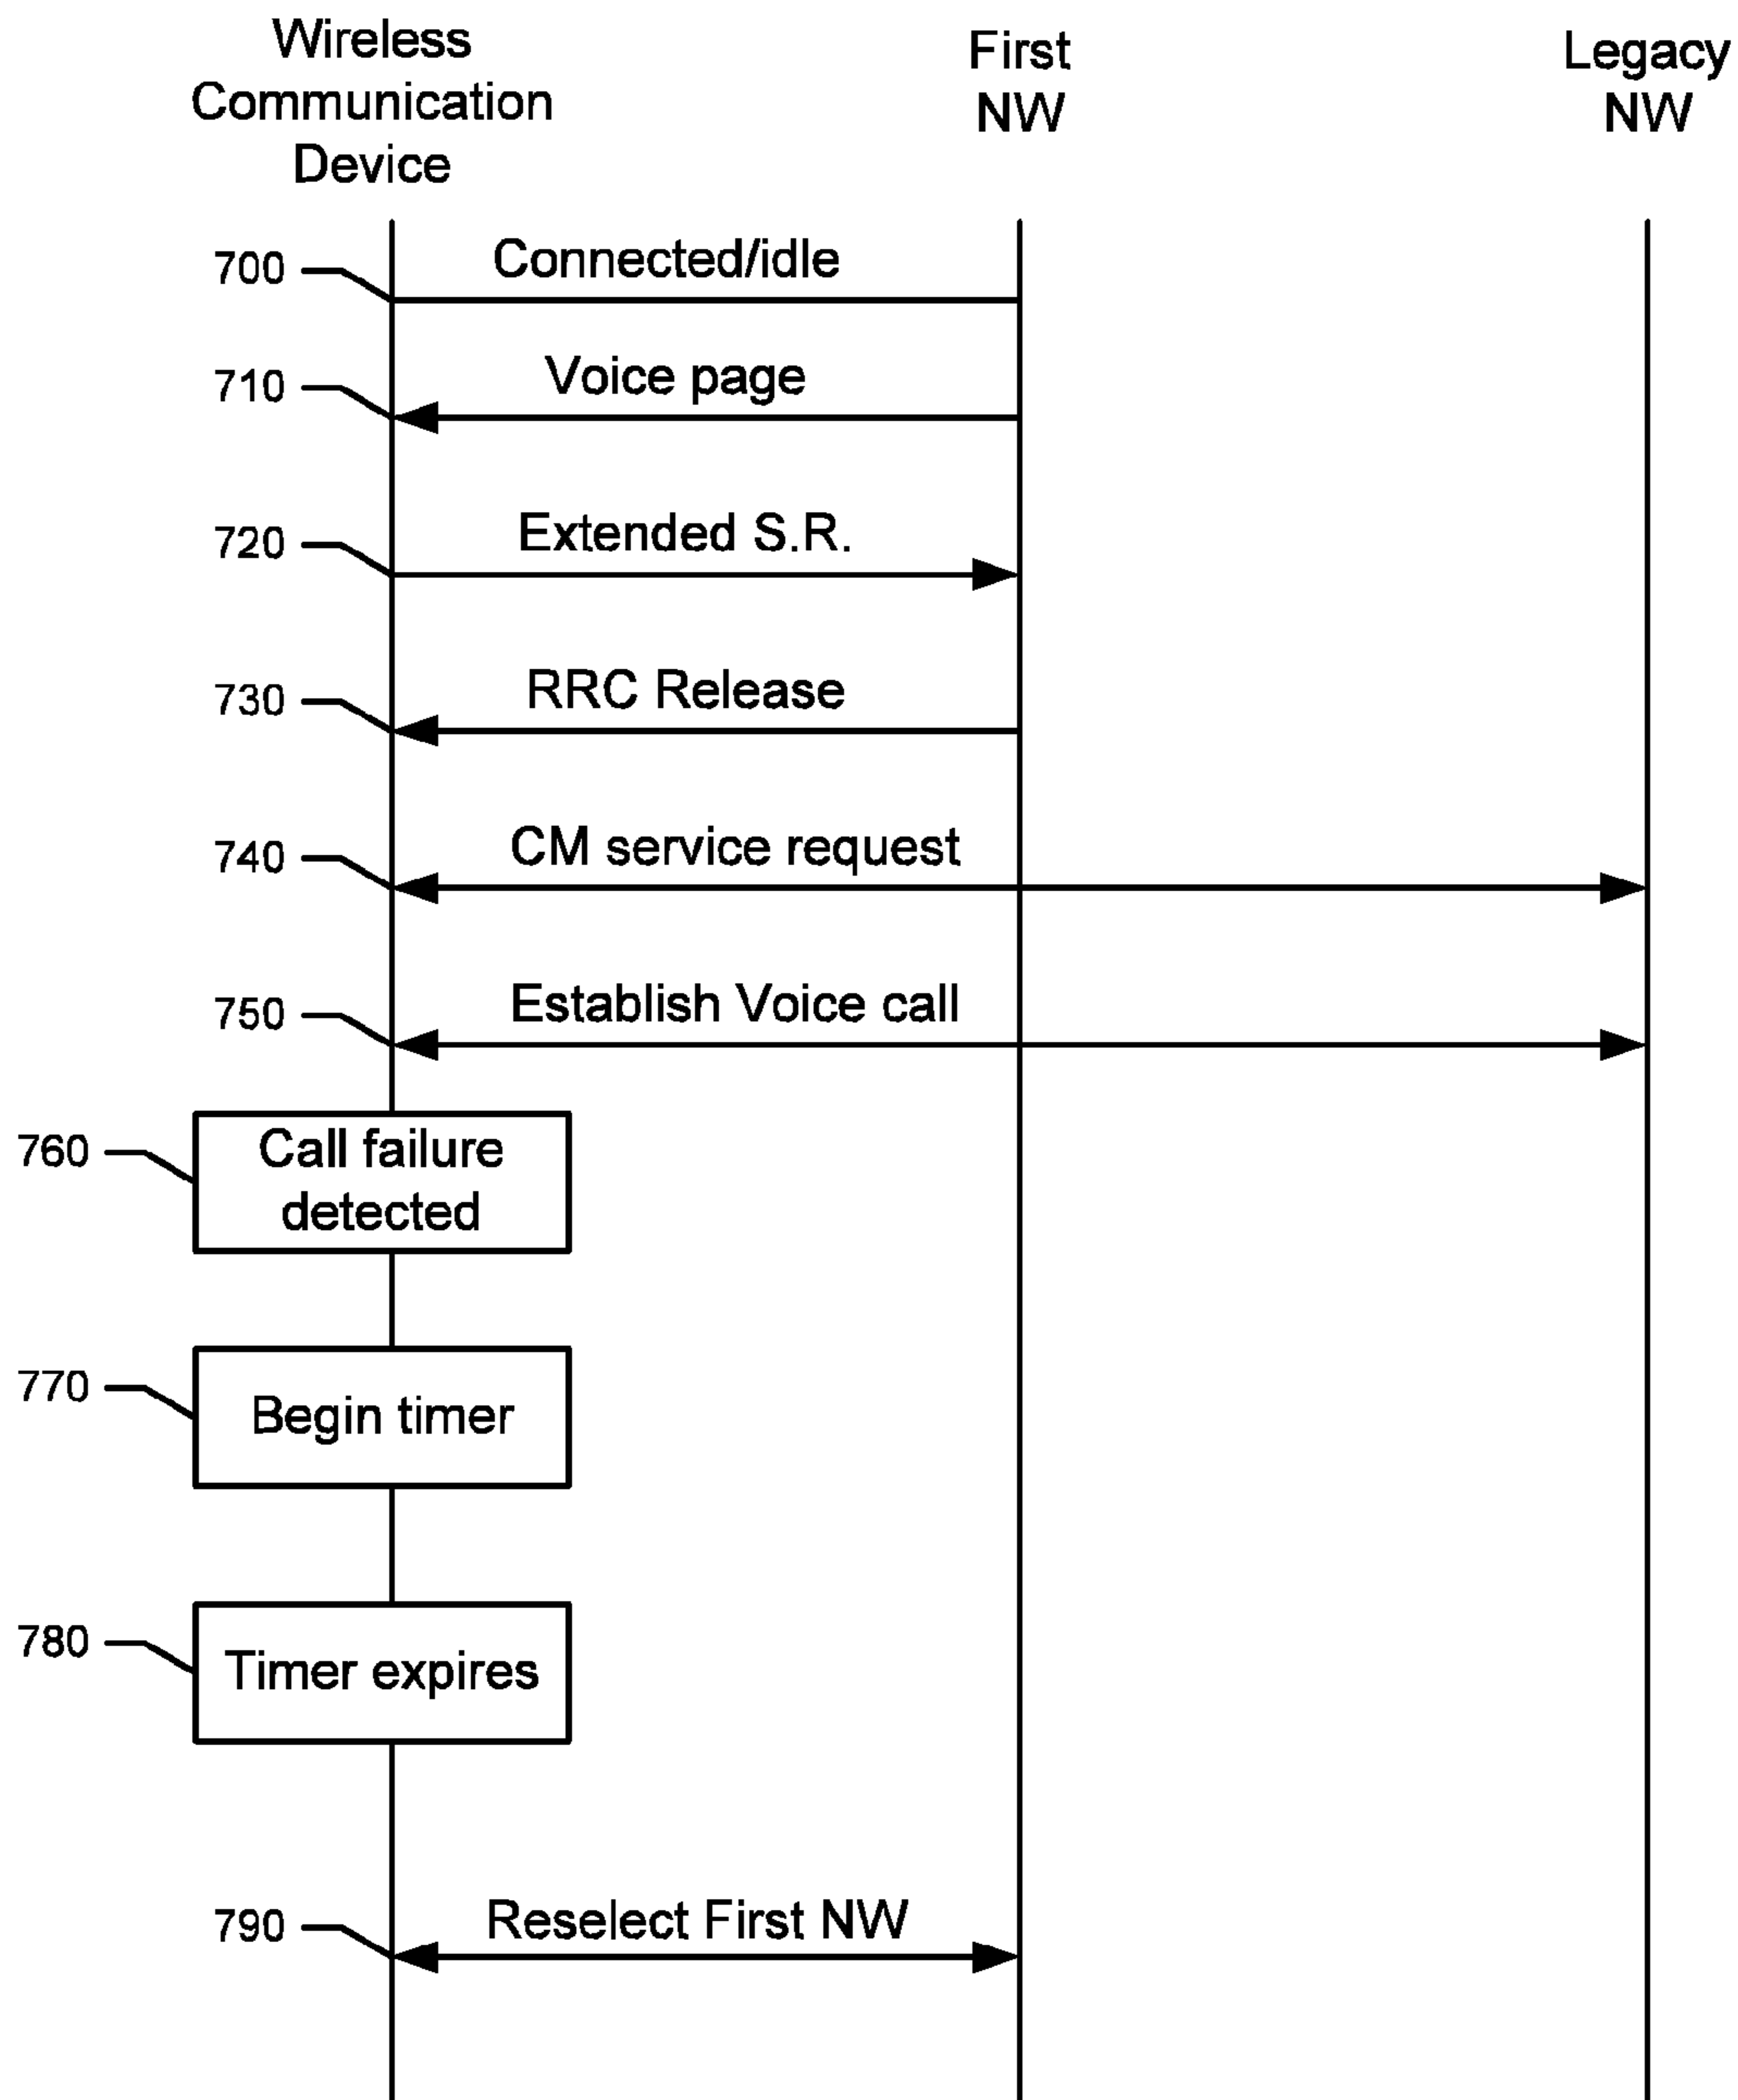 Wireless
Communication
Device
First
NW
Legacy
NW
700
Connected/idle
710
Voice page
720
Extended S.R.
730
RRC Release
740
CM service request
750
Establish Voice call
760
Call failure
detected
770
Begin timer
780
Timer expires
790
Reselect First NW